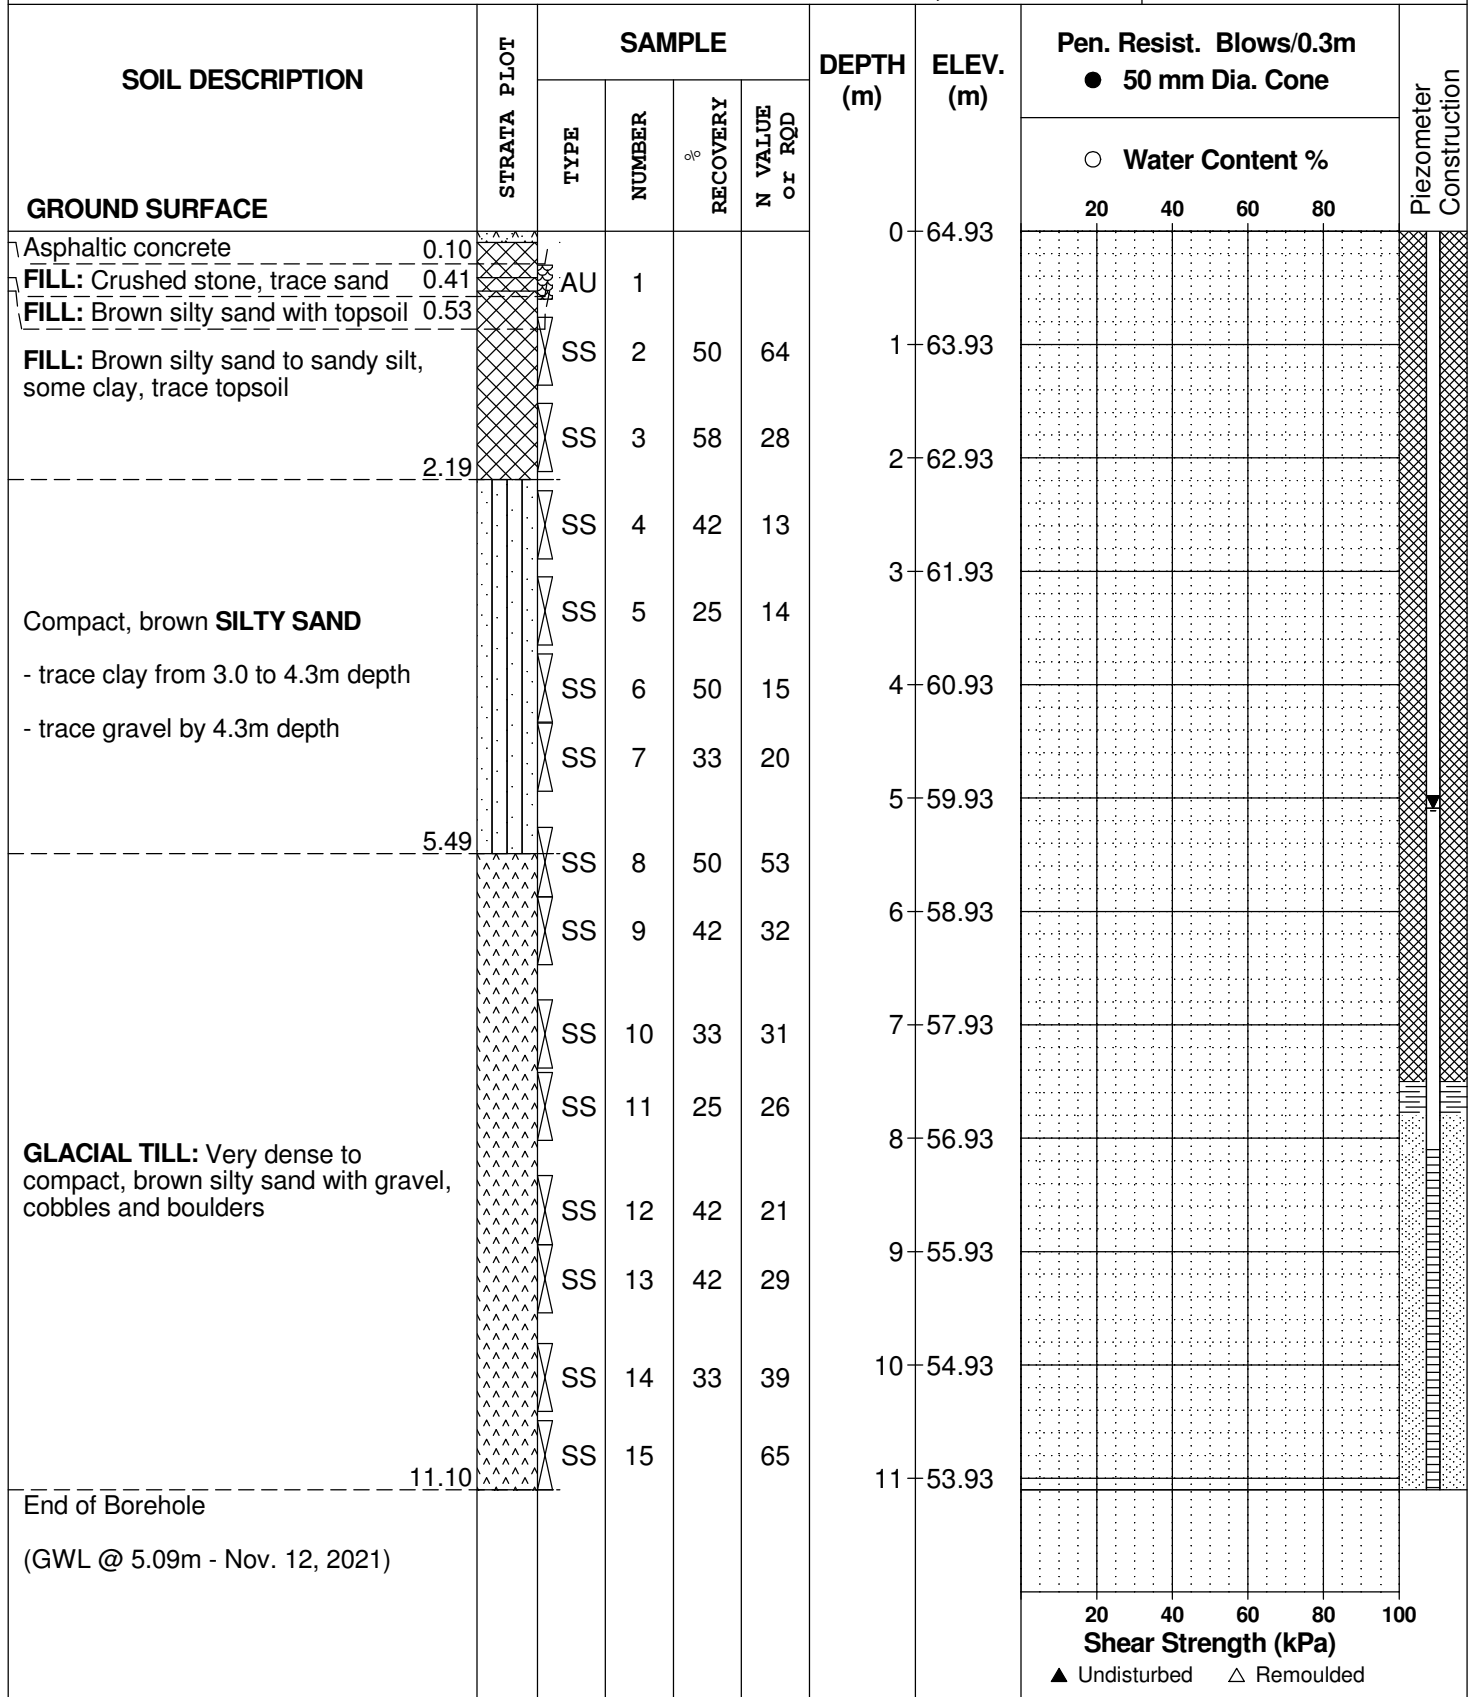 SOIL DESCRIPTION
GROUND SURFACE
STRATA PLOT
SAMPLE
TYPE
NUMBER
% RECOVERY
N VALUE or RQD
DEPTH (m)
ELEV. (m)
Pen. Resist. Blows/0.3m
● 50 mm Dia. Cone
○ Water Content %
20 40 60 80
Piezometer Construction
0 64.93
Asphaltic concrete 0.10
FILL: Crushed stone, trace sand 0.41
AU 1
FILL: Brown silty sand with topsoil 0.53
FILL: Brown silty sand to sandy silt,
some clay, trace topsoil
SS 2 50 64
1 63.93
SS 3 58 28
2.19
2 62.93
SS 4 42 13
3 61.93
Compact, brown SILTY SAND
- trace clay from 3.0 to 4.3m depth
- trace gravel by 4.3m depth
SS 5 25 14
SS 6 50 15
4 60.93
SS 7 33 20
5 59.93
5.49
SS 8 50 53
6 58.93
SS 9 42 32
7 57.93
SS 10 33 31
SS 11 25 26
8 56.93
GLACIAL TILL: Very dense to
compact, brown silty sand with gravel,
cobbles and boulders
SS 12 42 21
9 55.93
SS 13 42 29
10 54.93
SS 14 33 39
SS 15 65
11.10
11 53.93
End of Borehole
(GWL @ 5.09m - Nov. 12, 2021)
20 40 60 80 100
Shear Strength (kPa)
▲ Undisturbed △ Remoulded